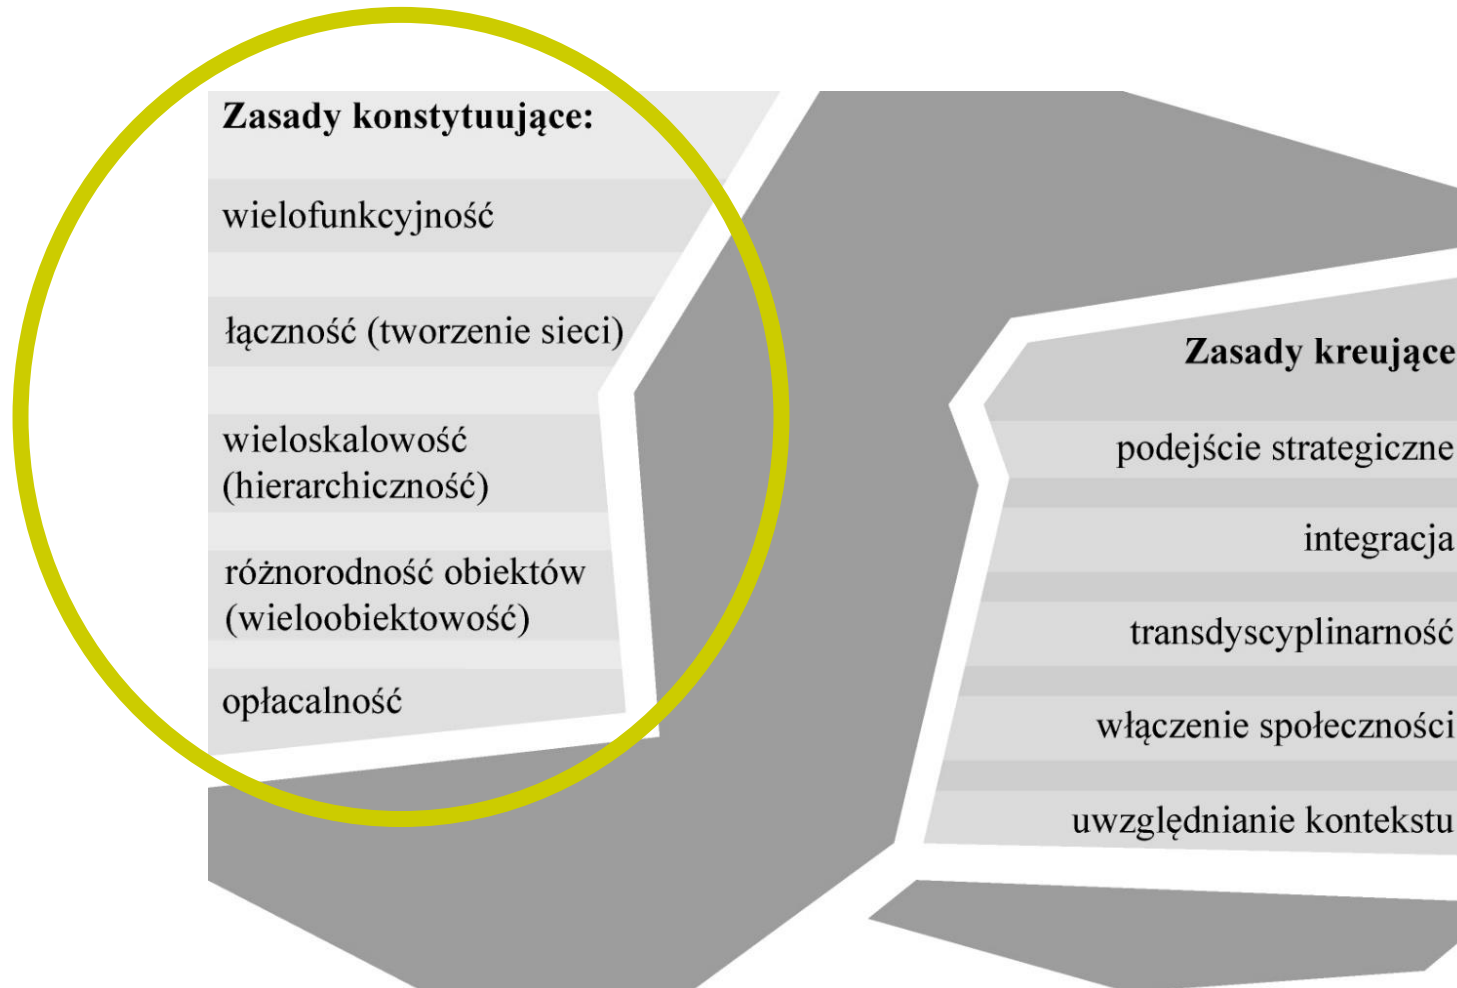 Zasady konstytuujące:
wielofunkcyjność
łączność (tworzenie sieci)
wieloskalowość
(hierarchiczność)
różnorodność obiektów
(wieloobiektowość)
opłacalność
Zasady kreujące
podejście strategiczne
integracja
transdyscyplinarność
włączenie społeczności
uwzględnianie kontekstu